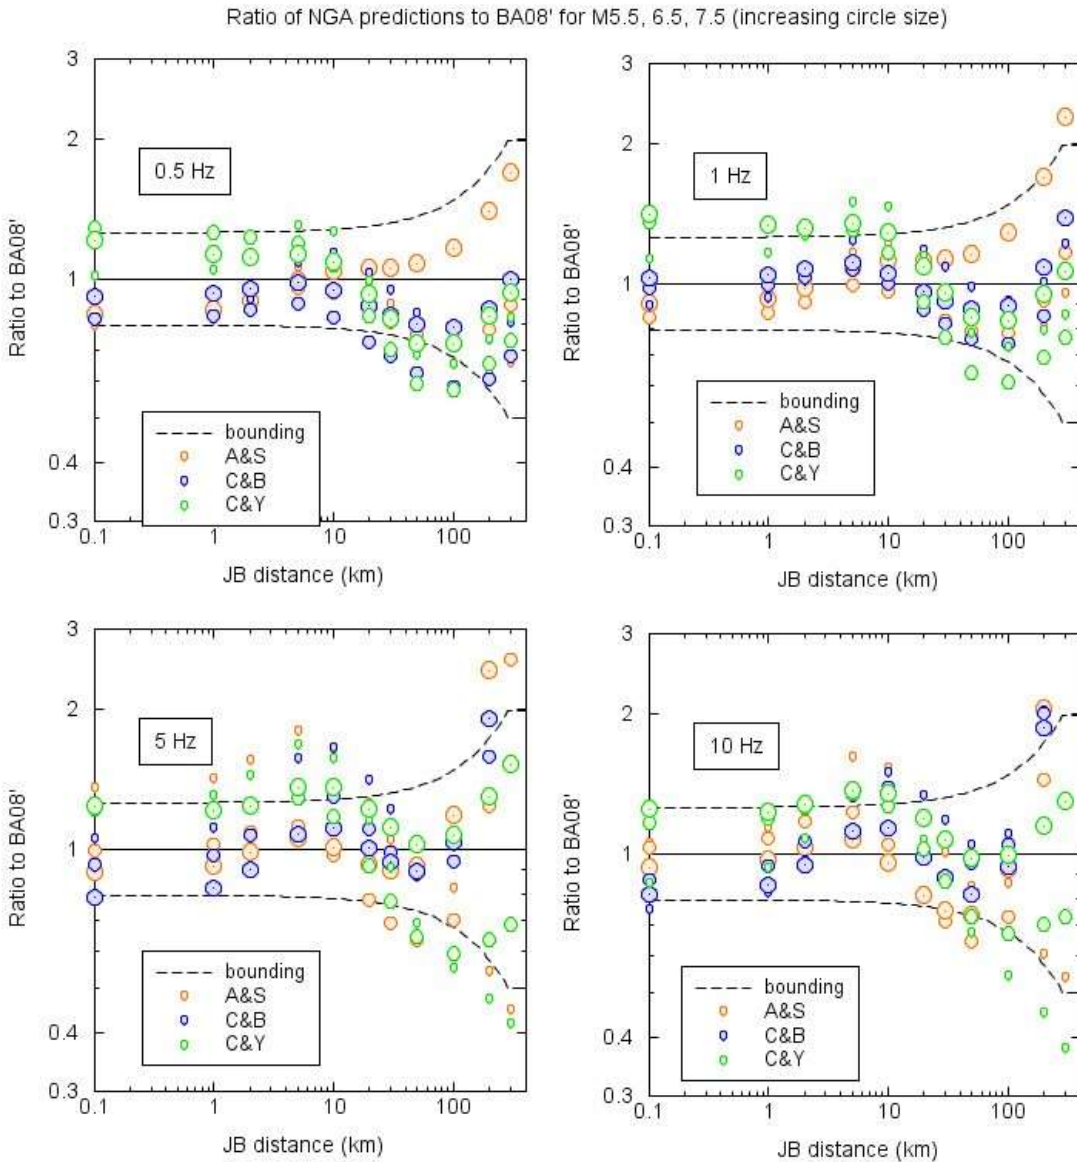 Ratio of NGA predictions to BA08' for M5.5, 6.5, 7.5 (increasing circle size)
3
2
1
0.4
0.3
Ratio to BA08'
0.5 Hz
bounding
A&S
C&B
C&Y
0.1 1 10 100
JB distance (km)
3
2
1
0.4
0.3
Ratio to BA08'
1 Hz
bounding
A&S
C&B
C&Y
0.1 1 10 100
JB distance (km)
3
2
1
0.4
0.3
Ratio to BA08'
5 Hz
bounding
A&S
C&B
C&Y
0.1 1 10 100
JB distance (km)
3
2
1
0.4
0.3
Ratio to BA08'
10 Hz
bounding
A&S
C&B
C&Y
0.1 1 10 100
JB distance (km)